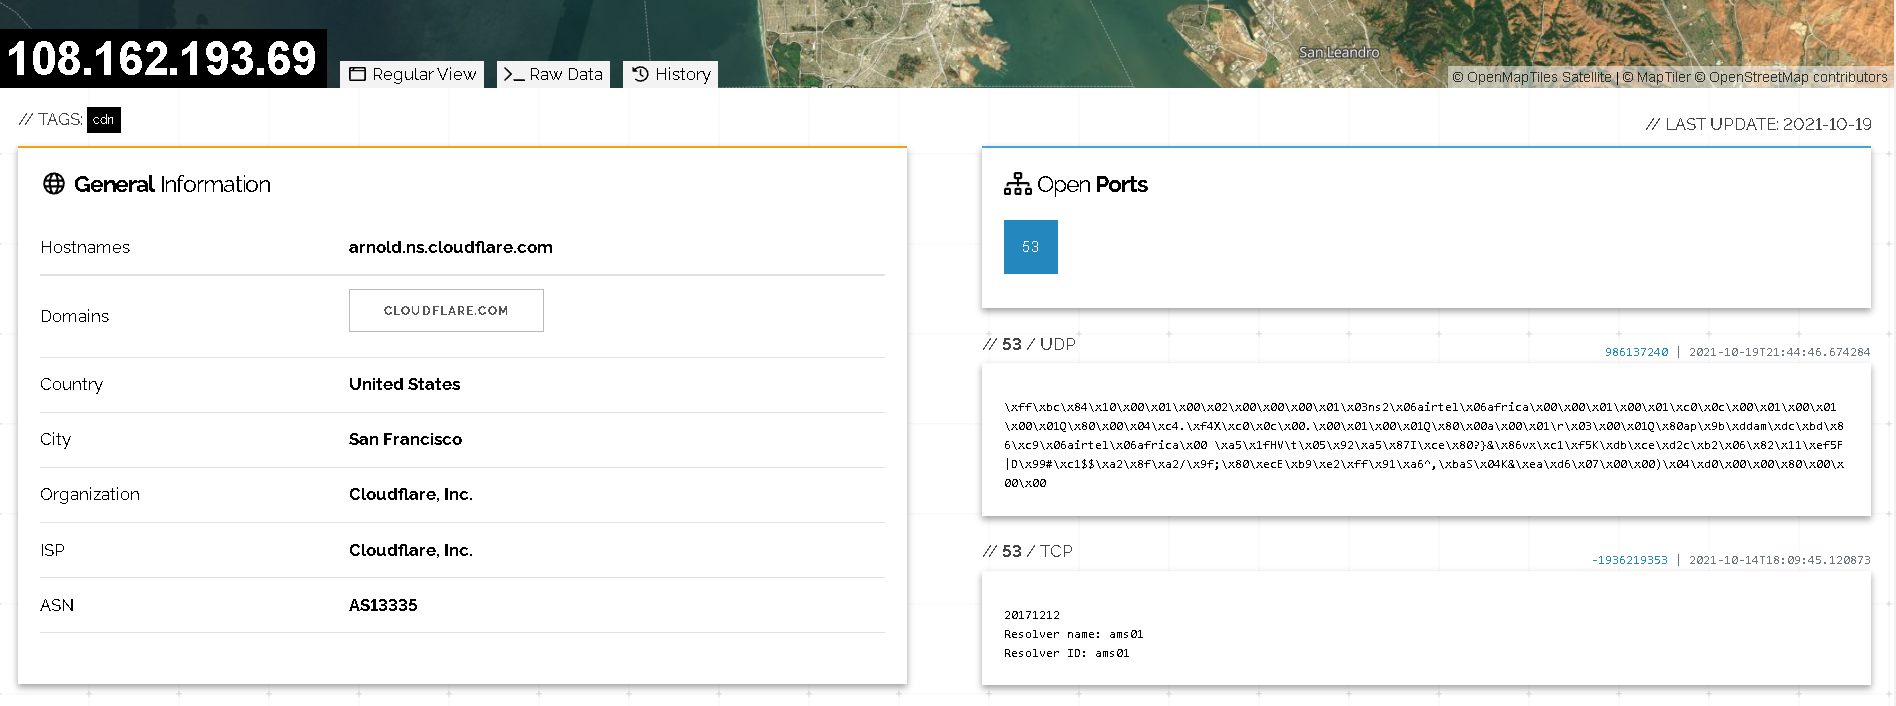 San Leandro
108.162.193.69
Regular View
Raw Data
History
© OpenMapTiles Satellite | © MapTiler © OpenStreetMap contributors
// TAGS: cdn
// LAST UPDATE: 2021-10-19
General Information
Hostnames arnold.ns.cloudflare.com
Domains CLOUDFLARE.COM
Country United States
City San Francisco
Organization Cloudflare, Inc.
ISP Cloudflare, Inc.
ASN AS13335
Open Ports
53
// 53 / UDP
986137240 | 2021-10-19T21:44:46.674284
\xff\xbc\x84\x10\x00\x01\x00\x02\x00\x00\x00\x01\x03ns2\x06airtel\x06africa\x00\x00\x01\x00\x01\xc0\x0c\x00\x01\x00\x01
\x00\x01Q\x80\x00\x04\xc4.\xf4X\xc0\x0c\x00.\x00\x01\x00\x01Q\x80\x00a\x00\x01\r\x03\x00\x01Q\x80ap\x9b\xddam\xdc\xbd\x8
6\xc9\x06airtel\x06africa\x00 \xa5\x1fHV\t\x05\x92\xa5\x87I\xce\x80?}&\x86vx\xc1\xf5K\xdb\xce\xd2c\xb2\x06\x82\x11\xef5F
|D\x99#\xc1$$\xa2\x8f\xa2/\x9f;\x80\xecE\xb9\xe2\xff\x91\xa6^,\xbaS\x04K&\xea\xd6\x07\x00\x00)\x04\xd0\x00\x00\x80\x00\x
00\x00
// 53 / TCP
-1936219353 | 2021-10-14T18:09:45.120873
20171212
Resolver name: ams01
Resolver ID: ams01